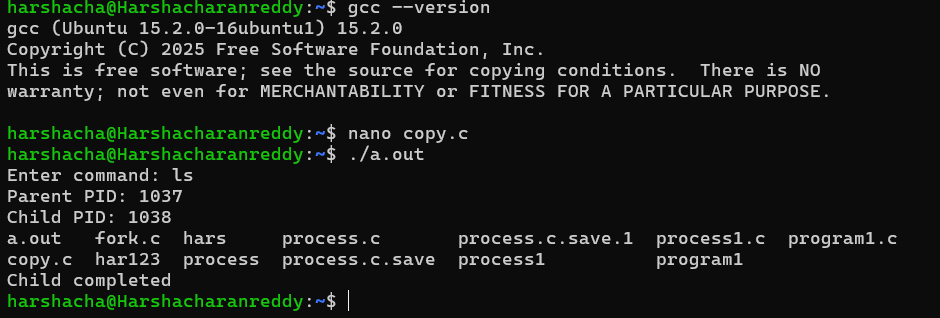 harshacha@Harshacharanreddy:~$ gcc --version
gcc (Ubuntu 15.2.0-16ubuntu1) 15.2.0
Copyright (C) 2025 Free Software Foundation, Inc.
This is free software; see the source for copying conditions.  There is NO
warranty; not even for MERCHANTABILITY or FITNESS FOR A PARTICULAR PURPOSE.

harshacha@Harshacharanreddy:~$ nano copy.c
harshacha@Harshacharanreddy:~$ ./a.out
Enter command: ls
Parent PID: 1037
Child PID: 1038
a.out   fork.c  hars     process.c       process.c.save.1  process1.c  program1.c
copy.c  har123  process  process.c.save  process1          program1
Child completed
harshacha@Harshacharanreddy:~$